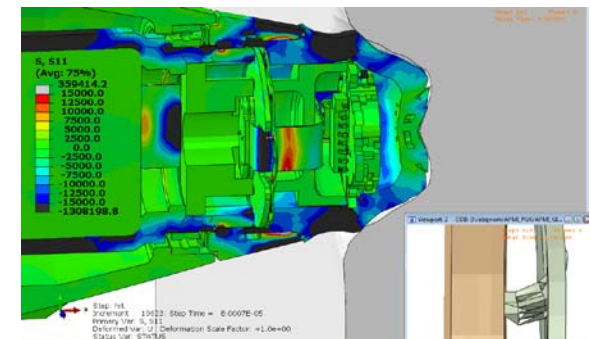 S, S11
(Avg: 75%)
359414.2
15000.0
12500.0
10000.0
7500.0
5000.0
2500.0
0.0
-2500.0
-5000.0
-7500.0
-10000.0
-12500.0
-15000.0
-1308198.8
Step: hit
Increment 10623: Step Time = 8.0007E-05
Primary Var: S, S11
Deformed Var: U Deformation Scale Factor: +1.0e+00
Status Var: STATUS
Viewport: 2